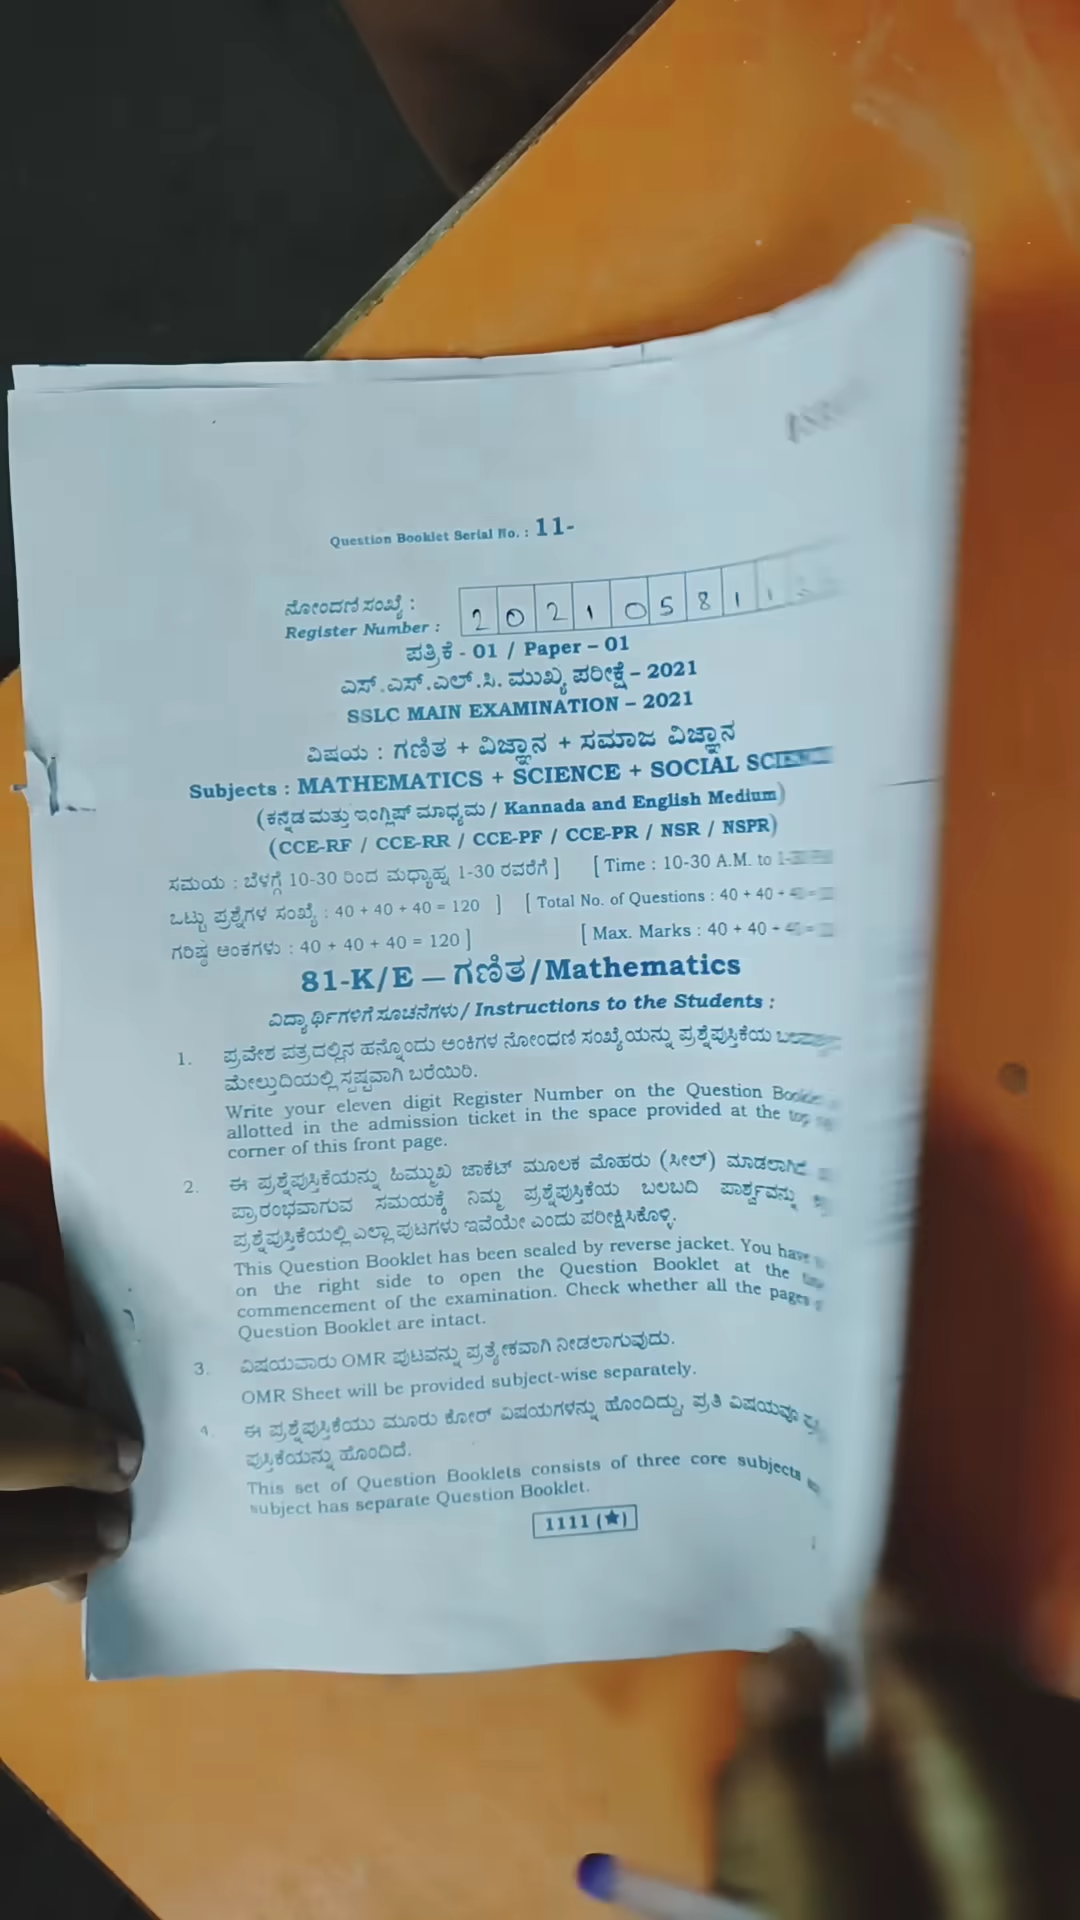 Question Booklet Serial No. : 11-
ನೋಂದಣಿ ಸಂಖ್ಯೆ :
Register Number : 2 0 2 1 0 5 8 1 1
ಪತ್ರಿಕೆ - 01 / Paper – 01
ಎಸ್.ಎಸ್.ಎಲ್.ಸಿ. ಮುಖ್ಯ ಪರೀಕ್ಷೆ – 2021
SSLC MAIN EXAMINATION – 2021
ವಿಷಯ : ಗಣಿತ + ವಿಜ್ಞಾನ + ಸಮಾಜ ವಿಜ್ಞಾನ
Subjects : MATHEMATICS + SCIENCE + SOCIAL SCIENCE
(ಕನ್ನಡ ಮತ್ತು ಇಂಗ್ಲಿಷ್ ಮಾಧ್ಯಮ / Kannada and English Medium)
(CCE-RF / CCE-RR / CCE-PF / CCE-PR / NSR / NSPR)
ಸಮಯ : ಬೆಳಗ್ಗೆ 10-30 ರಿಂದ ಮಧ್ಯಾಹ್ನ 1-30 ರವರೆಗೆ ] [ Time : 10-30 A.M. to
ಒಟ್ಟು ಪ್ರಶ್ನೆಗಳ ಸಂಖ್ಯೆ : 40 + 40 + 40 = 120 ] [ Total No. of Questions : 40 + 40 +
ಗರಿಷ್ಠ ಅಂಕಗಳು : 40 + 40 + 40 = 120 ] [ Max. Marks : 40 + 40 +
81-K/E — ಗಣಿತ/Mathematics
ವಿದ್ಯಾರ್ಥಿಗಳಿಗೆ ಸೂಚನೆಗಳು / Instructions to the Students :
1. ಪ್ರವೇಶ ಪತ್ರದಲ್ಲಿನ ಹನ್ನೊಂದು ಅಂಕಿಗಳ ನೋಂದಣಿ ಸಂಖ್ಯೆಯನ್ನು ಪ್ರಶ್ನೆಪುಸ್ತಿಕೆಯ
ಮೇಲ್ತುದಿಯಲ್ಲಿ ಸ್ಪಷ್ಟವಾಗಿ ಬರೆಯಿರಿ.
Write your eleven digit Register Number on the Question Booklet
allotted in the admission ticket in the space provided at the top
corner of this front page.
2. ಈ ಪ್ರಶ್ನೆಪುಸ್ತಿಕೆಯನ್ನು ಹಿಮ್ಮುಖ ಜಾಕೆಟ್ ಮೂಲಕ ಮೊಹರು (ಸೀಲ್) ಮಾಡಲಾಗಿದೆ
ಪ್ರಾರಂಭವಾಗುವ ಸಮಯಕ್ಕೆ ನಿಮ್ಮ ಪ್ರಶ್ನೆಪುಸ್ತಿಕೆಯ ಬಲಬದಿ ಪಾರ್ಶ್ವವನ್ನು
ಪ್ರಶ್ನೆಪುಸ್ತಿಕೆಯಲ್ಲಿ ಎಲ್ಲಾ ಪುಟಗಳು ಇವೆಯೇ ಎಂದು ಪರೀಕ್ಷಿಸಿಕೊಳ್ಳಿ.
This Question Booklet has been sealed by reverse jacket. You have
on the right side to open the Question Booklet at the
commencement of the examination. Check whether all the pages
Question Booklet are intact.
3. ವಿಷಯವಾರು OMR ಪುಟವನ್ನು ಪ್ರತ್ಯೇಕವಾಗಿ ನೀಡಲಾಗುವುದು.
OMR Sheet will be provided subject-wise separately.
4. ಈ ಪ್ರಶ್ನೆಪುಸ್ತಿಕೆಯು ಮೂರು ಕೋರ್ ವಿಷಯಗಳನ್ನು ಹೊಂದಿದ್ದು, ಪ್ರತಿ ವಿಷಯವೂ
ಪುಸ್ತಿಕೆಯನ್ನು ಹೊಂದಿದೆ.
This set of Question Booklets consists of three core subjects
subject has separate Question Booklet.
1111 (★)